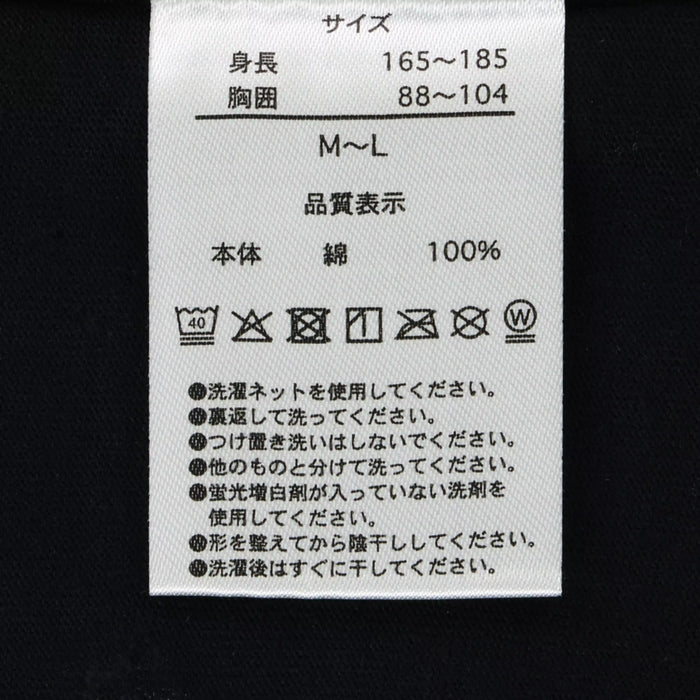 サイズ
身長 165〜185
胸囲 88〜104
M〜L
品質表示
本体 綿 100%
40 W
●洗濯ネットを使用してください。
●裏返して洗ってください。
●つけ置き洗いはしないでください。
●他のものと分けて洗ってください。
●蛍光増白剤が入っていない洗剤を
使用してください。
●形を整えてから陰干ししてください。
●洗濯後はすぐに干してください。